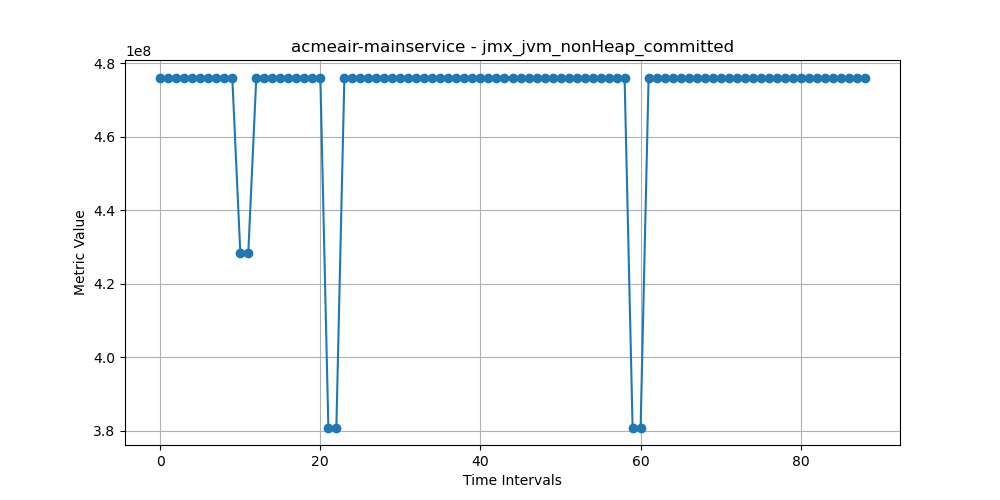 acmeair-mainservice - jmx_jvm_nonHeap_committed
1e8
4.8
4.6
4.4
4.2
4.0
3.8
Metric Value
0 20 40 60 80
Time Intervals